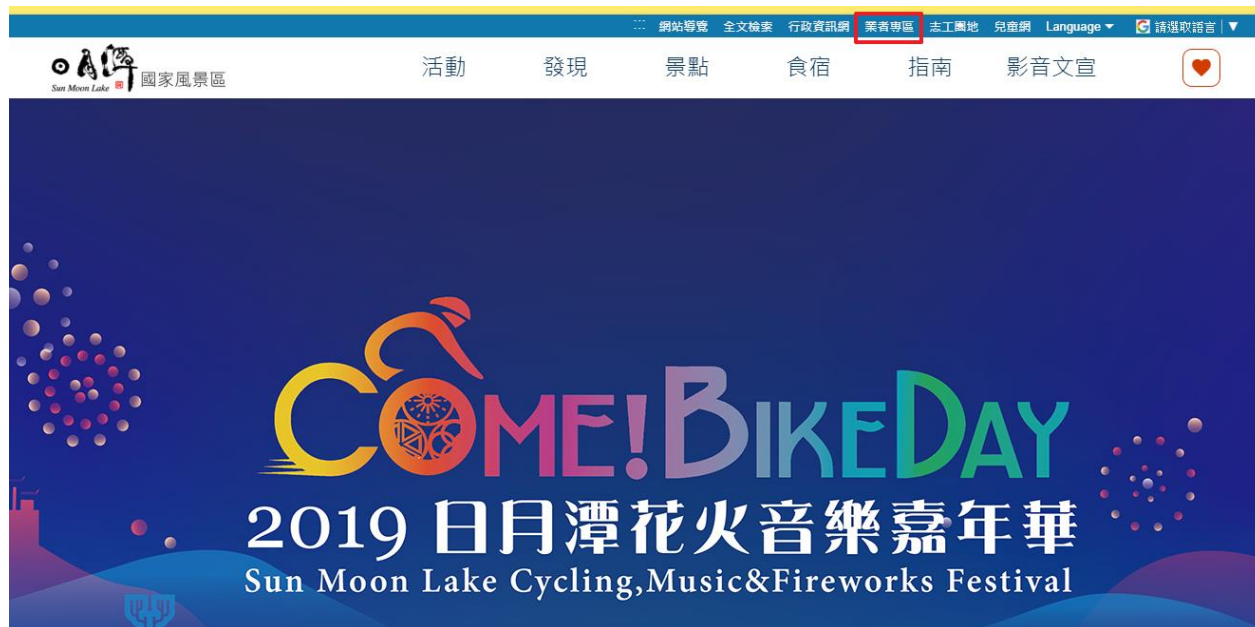 ::: 網站導覽 全文檢索 行政資訊網 業者專區 志工園地 兒童網 Language ▼ G 請選取語言 ▼
日月潭 國家風景區
Sun Moon Lake
活動 發現 景點 食宿 指南 影音文宣
COME! BIKEDAY
2019 日月潭花火音樂嘉年華
Sun Moon Lake Cycling,Music&Fireworks Festival